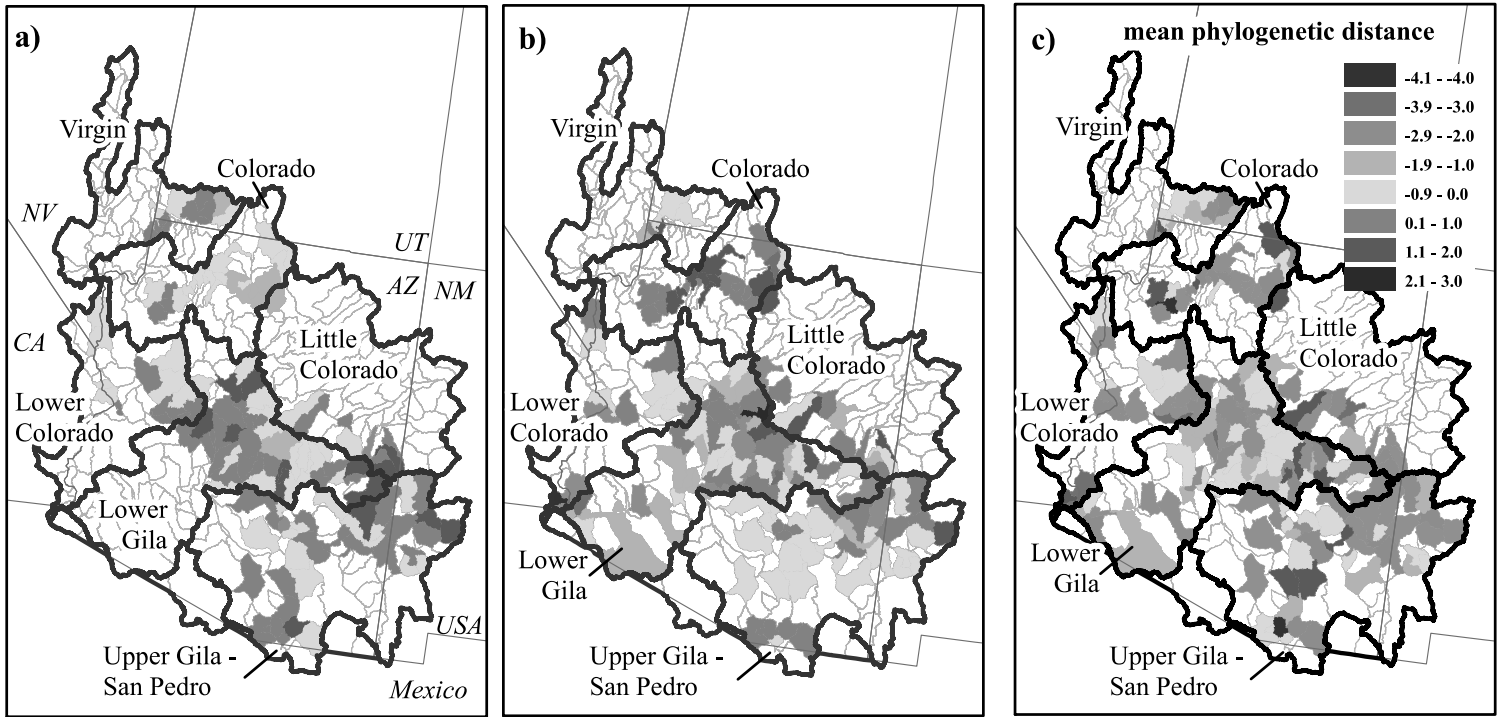 a)
Virgin
Colorado
NV
UT
AZ
NM
CA
Little
Colorado
Lower
Colorado
Lower
Gila
USA
Upper Gila -
San Pedro
Mexico
b)
Virgin
Colorado
Little
Colorado
Lower
Colorado
Lower
Gila
Upper Gila -
San Pedro
c)
mean phylogenetic distance
-4.1 - -4.0
-3.9 - -3.0
-2.9 - -2.0
-1.9 - -1.0
-0.9 - 0.0
0.1 - 1.0
1.1 - 2.0
2.1 - 3.0
Virgin
Colorado
Little
Colorado
Lower
Colorado
Lower
Gila
Upper Gila -
San Pedro